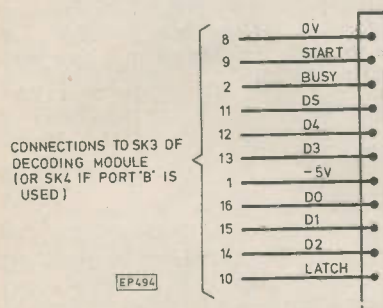 8 0V
9 START
2 BUSY
11 D5
12 D4
13 D3
1 -5V
16 D0
15 D1
14 D2
10 LATCH
CONNECTIONS TO SK3 OF
DECODING MODULE
(OR SK4 IF PORT 'B' IS
USED)
EP494